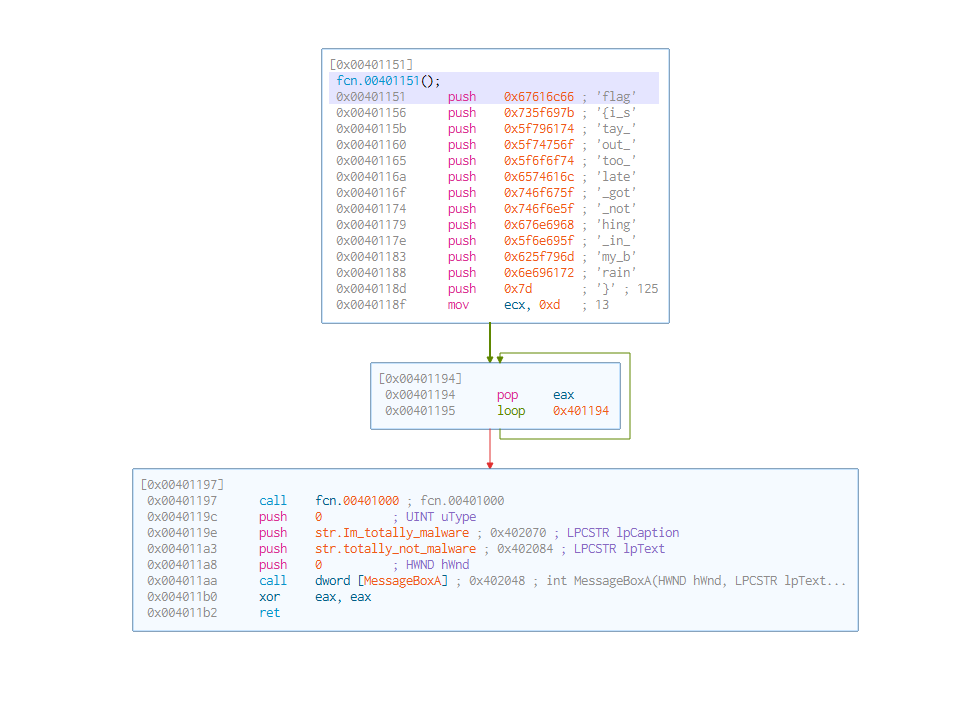 [0x00401151]
fcn.00401151();
0x00401151 push 0x67616c66 ; 'flag'
0x00401156 push 0x735f697b ; '{i_s'
0x0040115b push 0x5f796174 ; 'tay_'
0x00401160 push 0x5f74756f ; 'out_'
0x00401165 push 0x5f6f6f74 ; 'too_'
0x0040116a push 0x6574616c ; 'late'
0x0040116f push 0x746f675f ; '_got'
0x00401174 push 0x746f6e5f ; '_not'
0x00401179 push 0x676e6968 ; 'hing'
0x0040117e push 0x5f6e695f ; '_in_'
0x00401183 push 0x625f796d ; 'my_b'
0x00401188 push 0x6e696172 ; 'rain'
0x0040118d push 0x7d ; '}' ; 125
0x0040118f mov ecx, 0xd ; 13
[0x00401194]
0x00401194 pop eax
0x00401195 loop 0x401194
[0x00401197]
0x00401197 call fcn.00401000 ; fcn.00401000
0x0040119c push 0 ; UINT uType
0x0040119e push str.Im_totally_malware ; 0x402070 ; LPCSTR lpCaption
0x004011a3 push str.totally_not_malware ; 0x402084 ; LPCSTR lpText
0x004011a8 push 0 ; HWND hWnd
0x004011aa call dword [MessageBoxA] ; 0x402048 ; int MessageBoxA(HWND hWnd, LPCSTR lpText...
0x004011b0 xor eax, eax
0x004011b2 ret